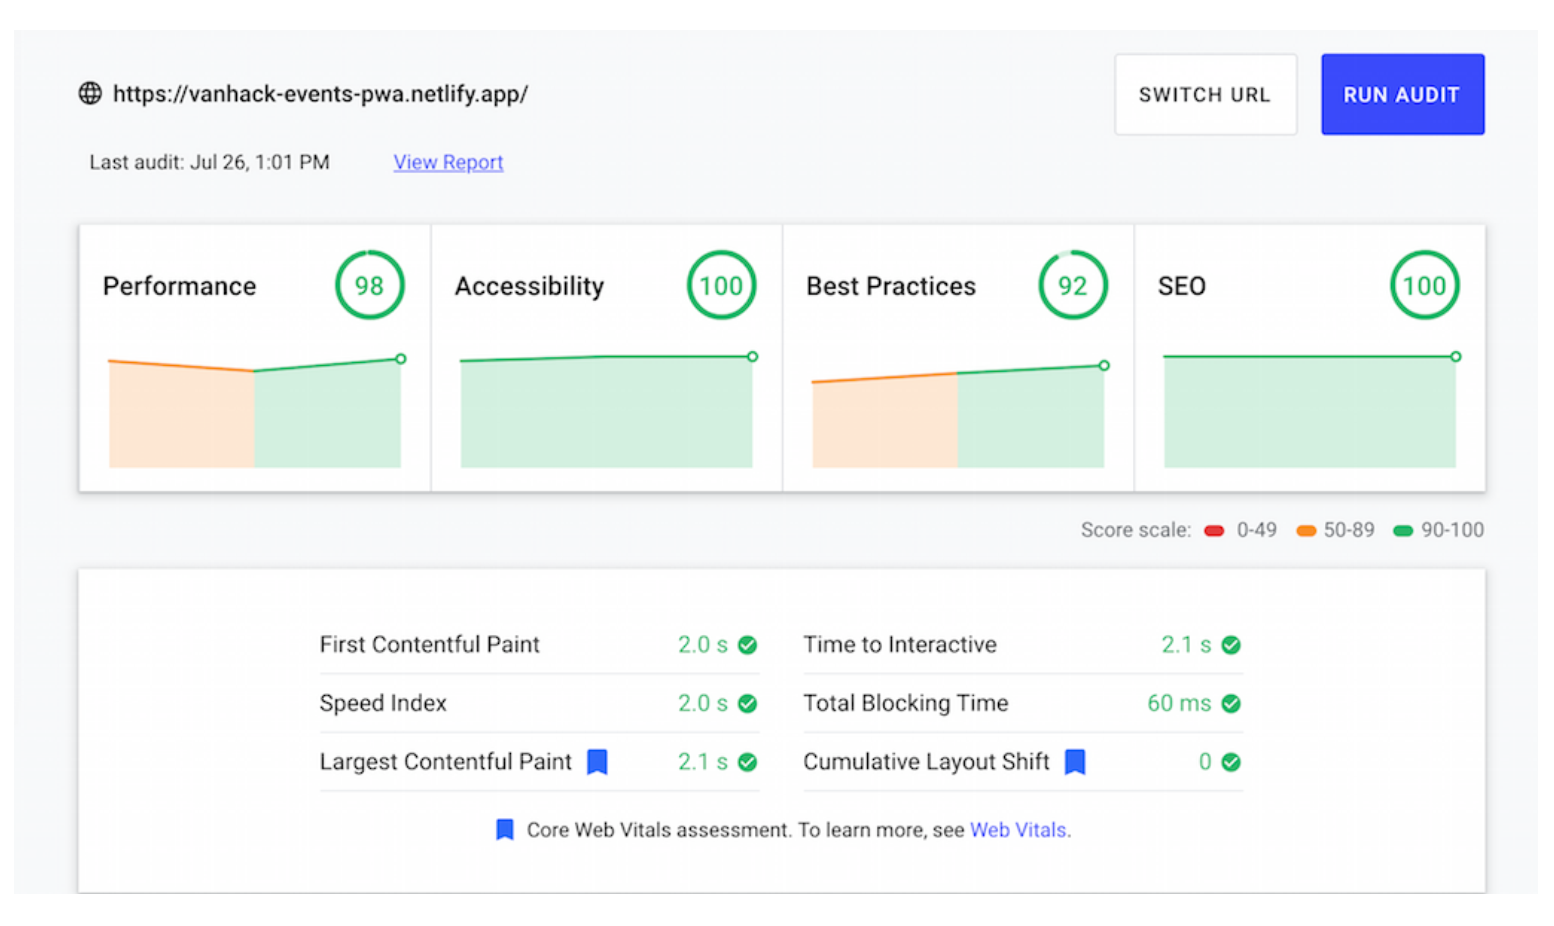 https://vanhack-events-pwa.netlify.app/
SWITCH URL
RUN AUDIT
Last audit: Jul 26, 1:01 PM
View Report
Performance
98
Accessibility
100
Best Practices
92
SEO
100
Score scale: 0-49 50-89 90-100
First Contentful Paint 2.0 s
Time to Interactive 2.1 s
Speed Index 2.0 s
Total Blocking Time 60 ms
Largest Contentful Paint 2.1 s
Cumulative Layout Shift 0
Core Web Vitals assessment. To learn more, see Web Vitals.